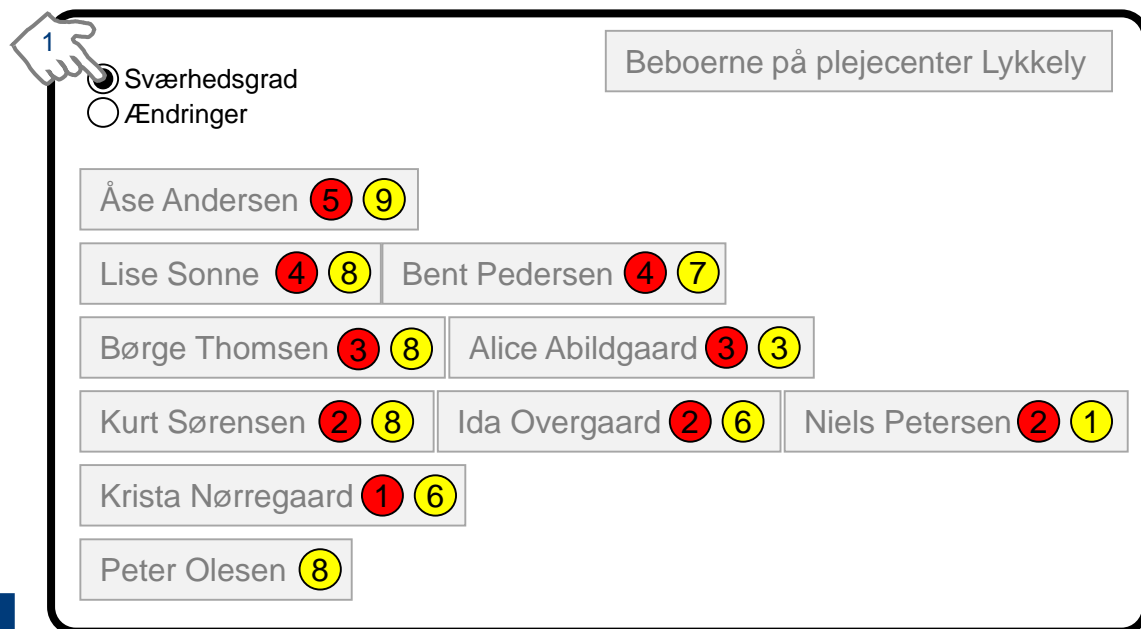 1
Beboerne på plejecenter Lykkely
Sværhedsgrad
Ændringer
Åse Andersen 5 9
Lise Sonne 4 8 Bent Pedersen 4 7
Børge Thomsen 3 8 Alice Abildgaard 3 3
Kurt Sørensen 2 8 Ida Overgaard 2 6 Niels Petersen 2 1
Krista Nørregaard 1 6
Peter Olesen 8